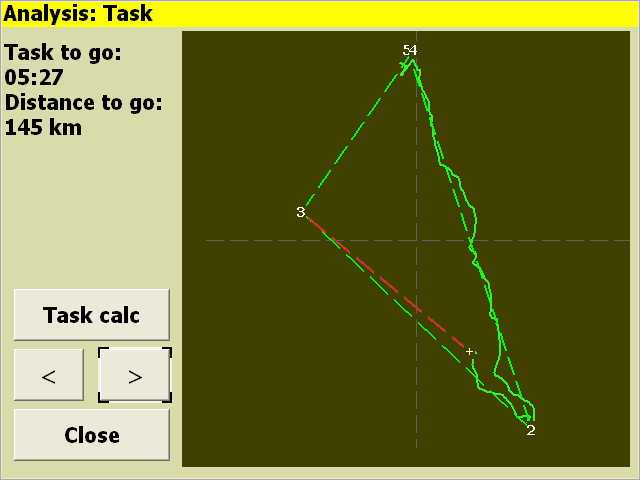 Analysis: Task
Task to go:
05:27
Distance to go:
145 km
Task calc
<
>
Close
54
3
2